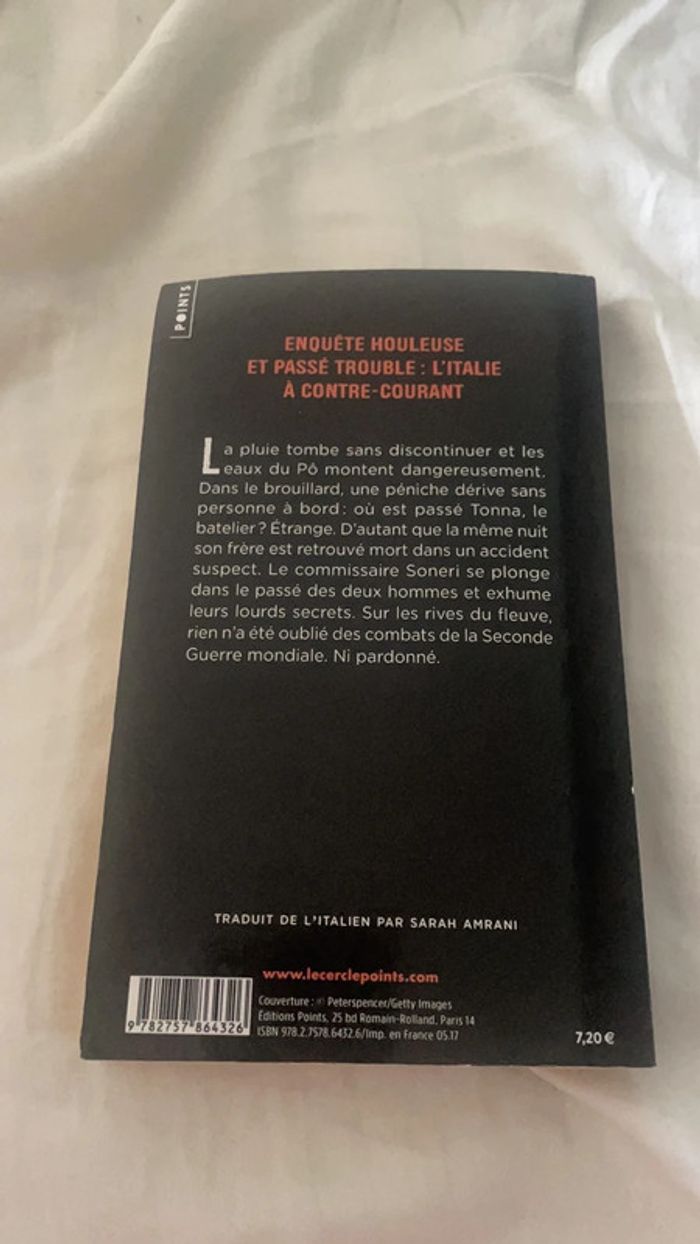 POINTS
ENQUÊTE HOULEUSE
ET PASSÉ TROUBLE : L'ITALIE
À CONTRE-COURANT
La pluie tombe sans discontinuer et les
eaux du Pô montent dangereusement.
Dans le brouillard, une péniche dérive sans
personne à bord : où est passé Tonna, le
batelier ? Étrange. D'autant que la même nuit
son frère est retrouvé mort dans un accident
suspect. Le commissaire Soneri se plonge
dans le passé des deux hommes et exhume
leurs lourds secrets. Sur les rives du fleuve,
rien n'a été oublié des combats de la Seconde
Guerre mondiale. Ni pardonné.
TRADUIT DE L'ITALIEN PAR SARAH AMRANI
www.lecerclepoints.com
Couverture : © Peterspencer/Getty Images
Éditions Points, 25 bd Romain-Rolland, Paris 14
ISBN 978.2.7578.6432.6/Imp. en France 05.17
9 782757 864326
7,20 €